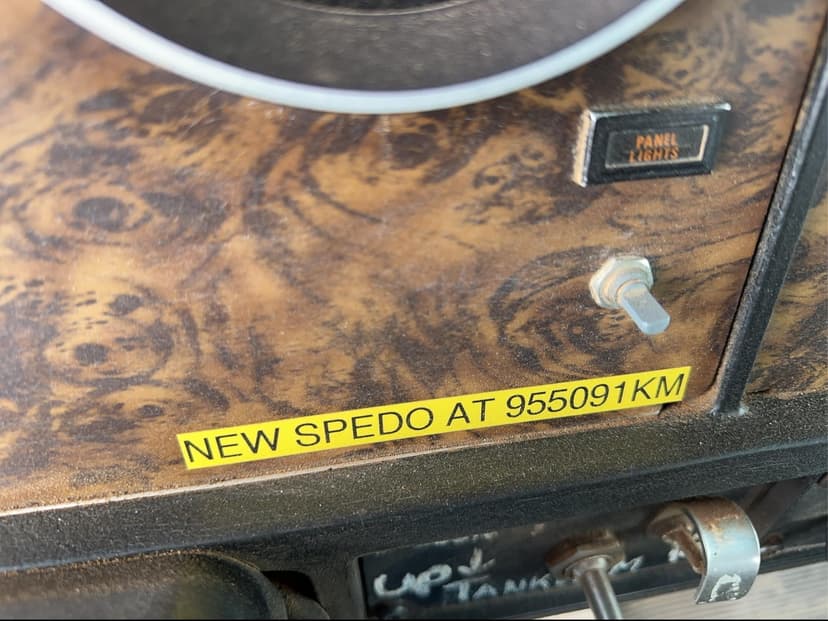 PANEL
LIGHTS
NEW SPEDO AT 955091KM
UP
TANK